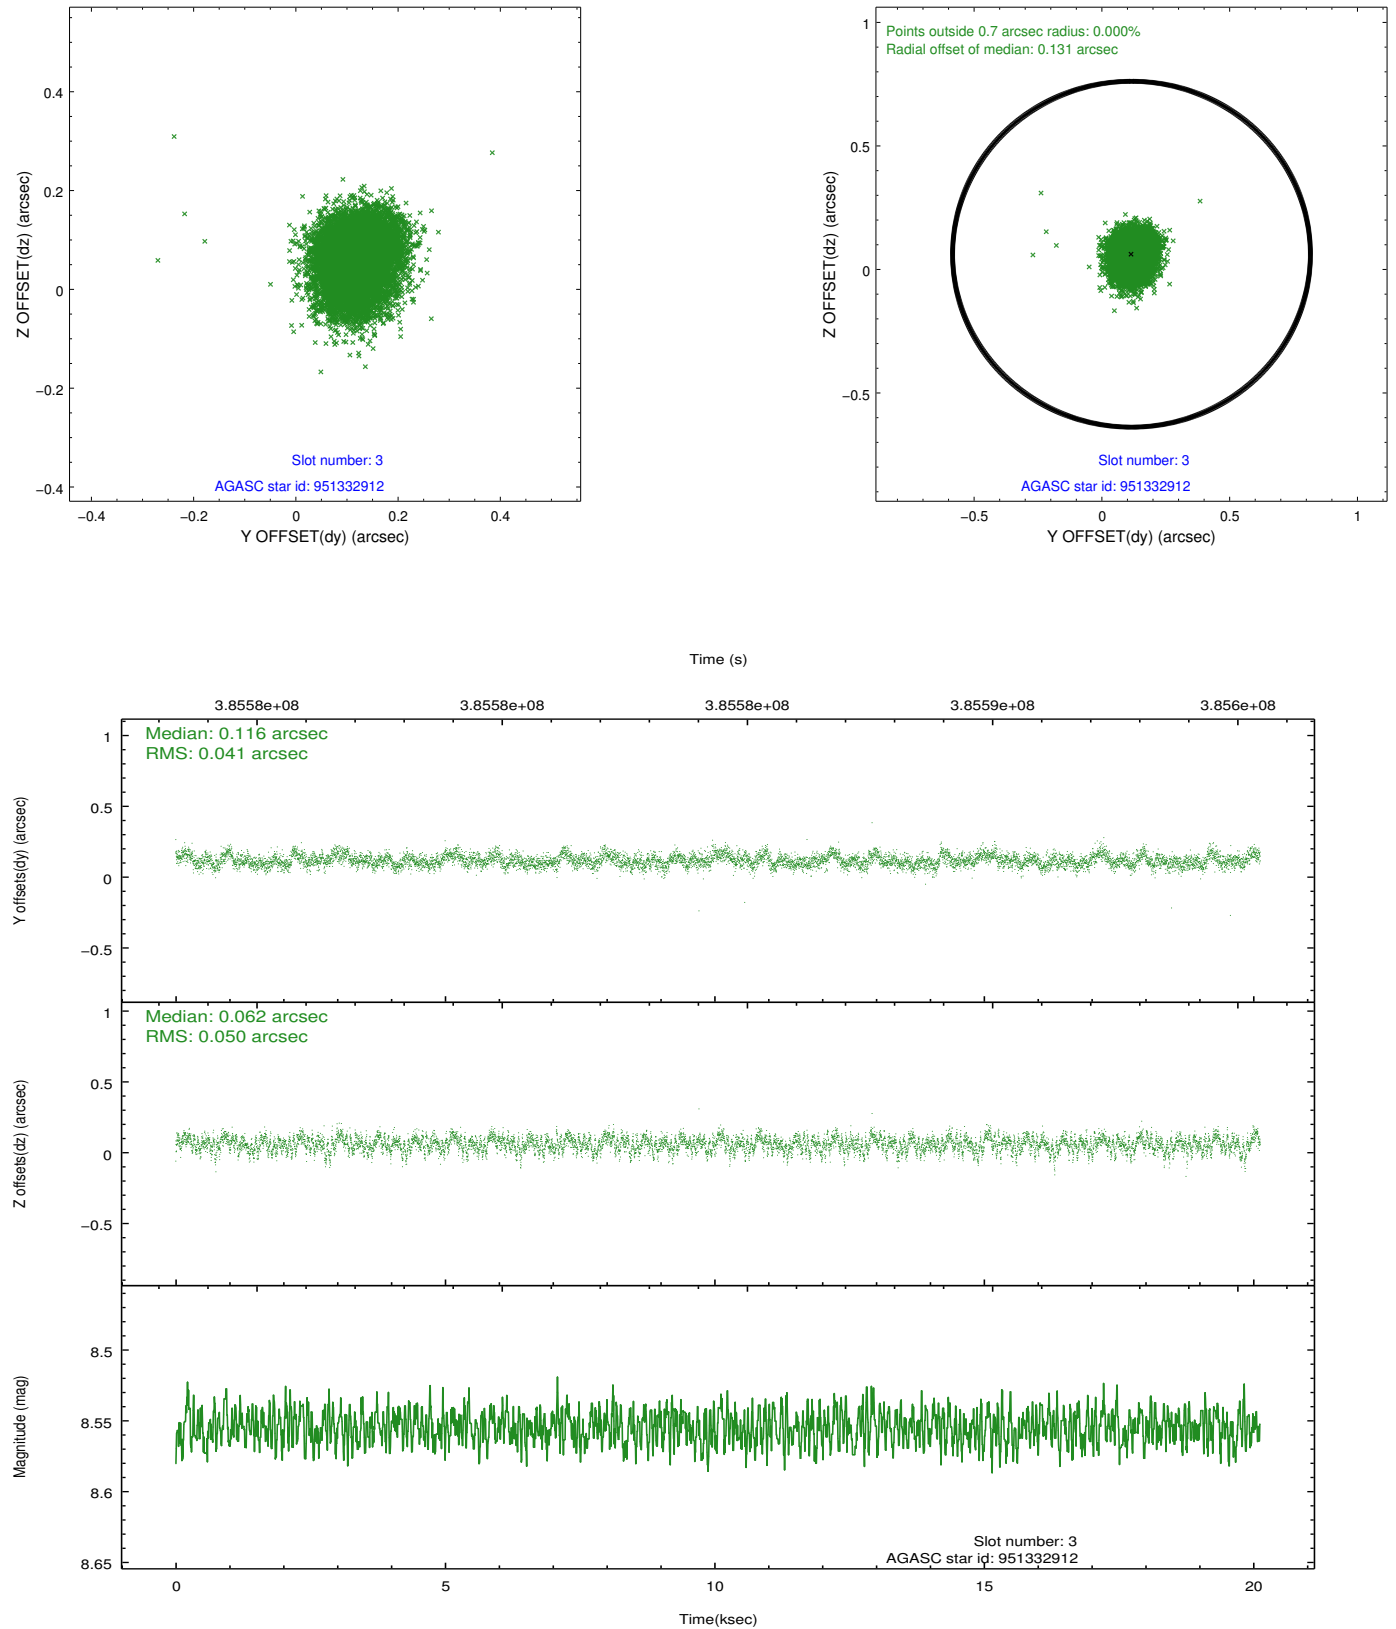 0.4
0.2
0
−0.2
−0.4
Z OFFSET(dz) (arcsec)
Slot number: 3
AGASC star id: 951332912
−0.4 −0.2 0 0.2 0.4
Y OFFSET(dy) (arcsec)
Points outside 0.7 arcsec radius: 0.000%
Radial offset of median: 0.131 arcsec
1
0.5
0
−0.5
Z OFFSET(dz) (arcsec)
Slot number: 3
AGASC star id: 951332912
−0.5 0 0.5 1
Y OFFSET(dy) (arcsec)
Time (s)
3.8558e+08 3.8558e+08 3.8558e+08 3.8559e+08 3.856e+08
Median: 0.116 arcsec
RMS: 0.041 arcsec
1
0.5
0
−0.5
Y offsets(dy) (arcsec)
Median: 0.062 arcsec
RMS: 0.050 arcsec
1
0.5
0
−0.5
Z offsets(dz) (arcsec)
8.5
8.55
8.6
8.65
Magnitude (mag)
Slot number: 3
AGASC star id: 951332912
0 5 10 15 20
Time(ksec)